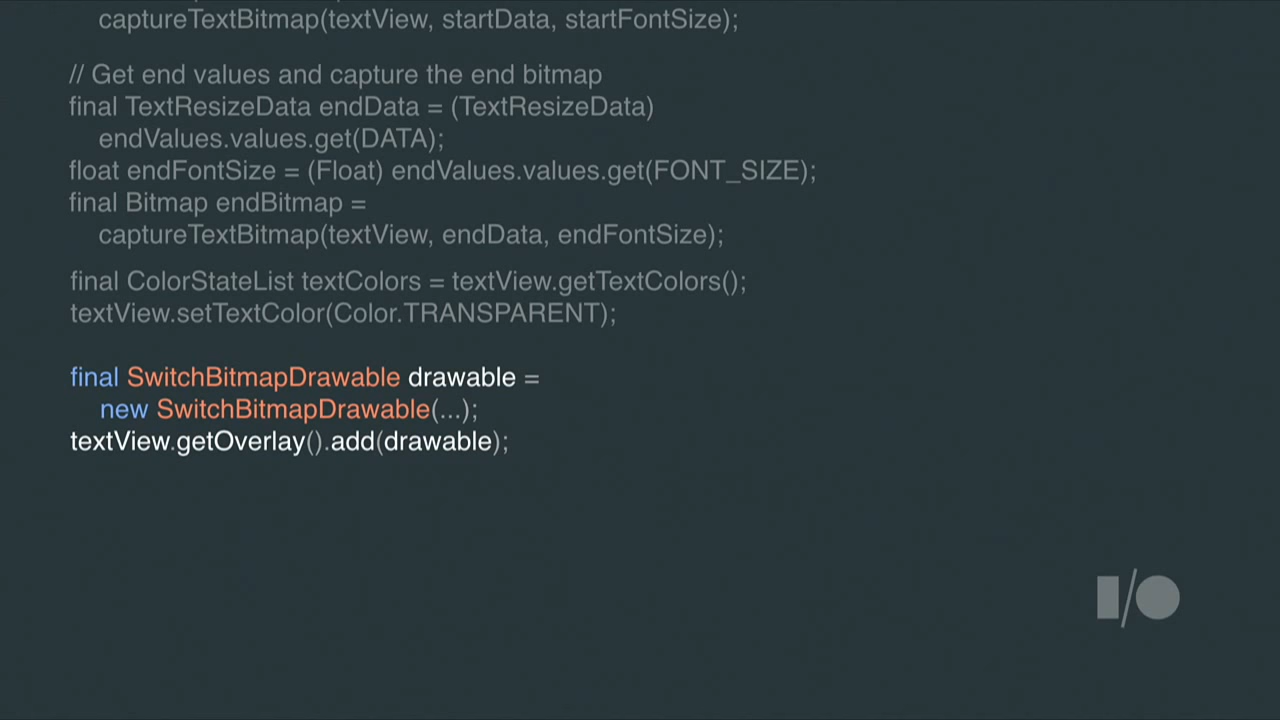 captureTextBitmap(textView, startData, startFontSize);
// Get end values and capture the end bitmap
final TextResizeData endData = (TextResizeData)
endValues.values.get(DATA);
float endFontSize = (Float) endValues.values.get(FONT_SIZE);
final Bitmap endBitmap =
captureTextBitmap(textView, endData, endFontSize);
final ColorStateList textColors = textView.getTextColors();
textView.setTextColor(Color.TRANSPARENT);
final SwitchBitmapDrawable drawable =
new SwitchBitmapDrawable(...);
textView.getOverlay().add(drawable);
I/O